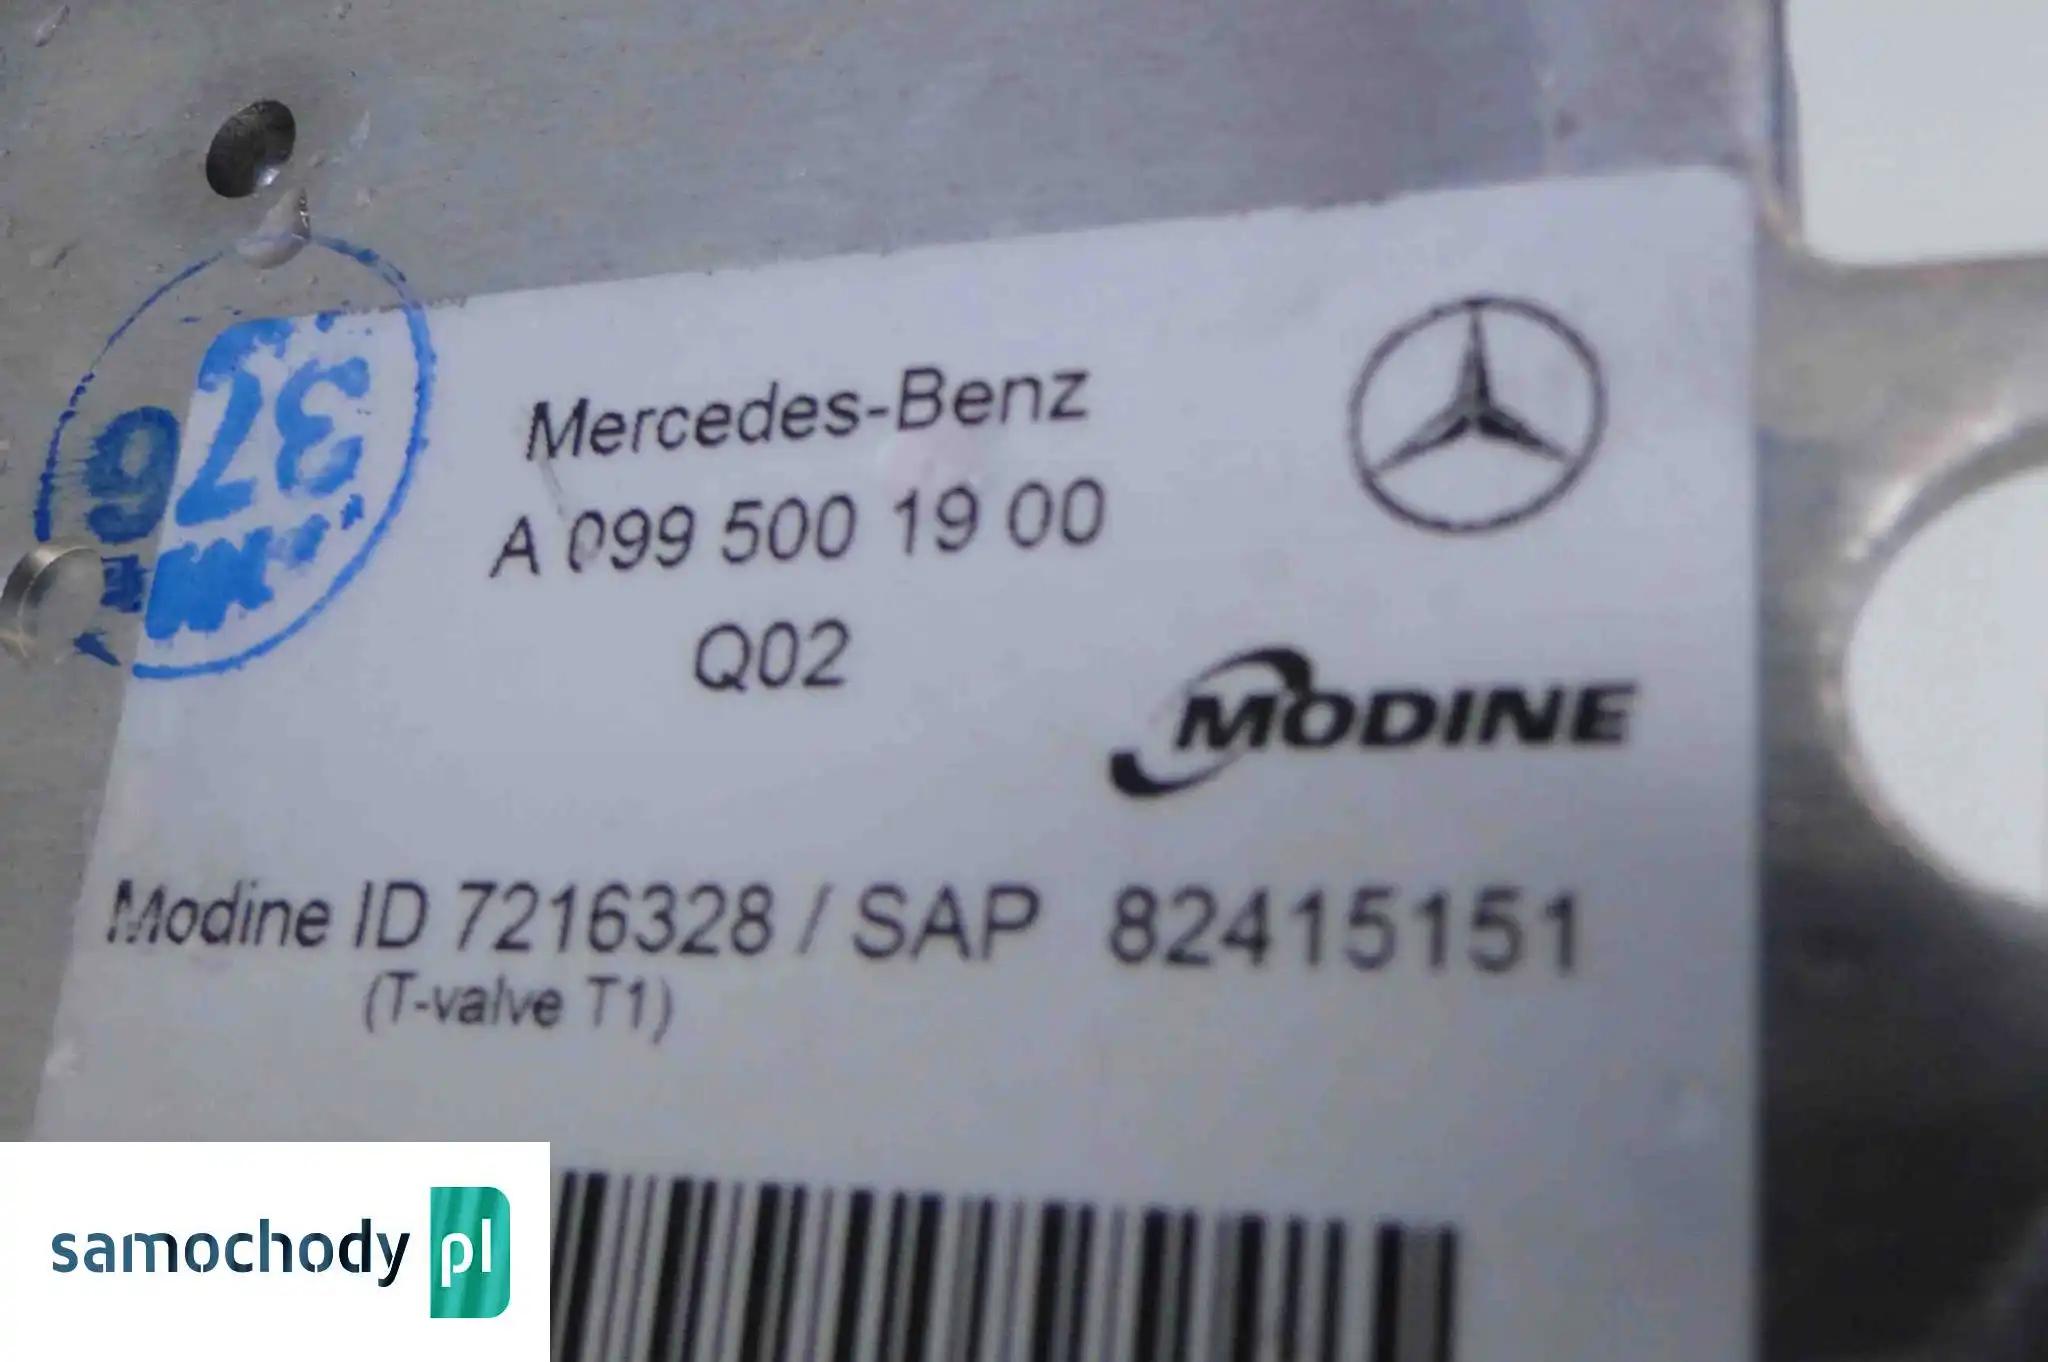 376
Mercedes-Benz
A 099 500 19 00
Q02
MODINE
Modine ID 7216328 / SAP 82415151
(T-valve T1)
samochody pl